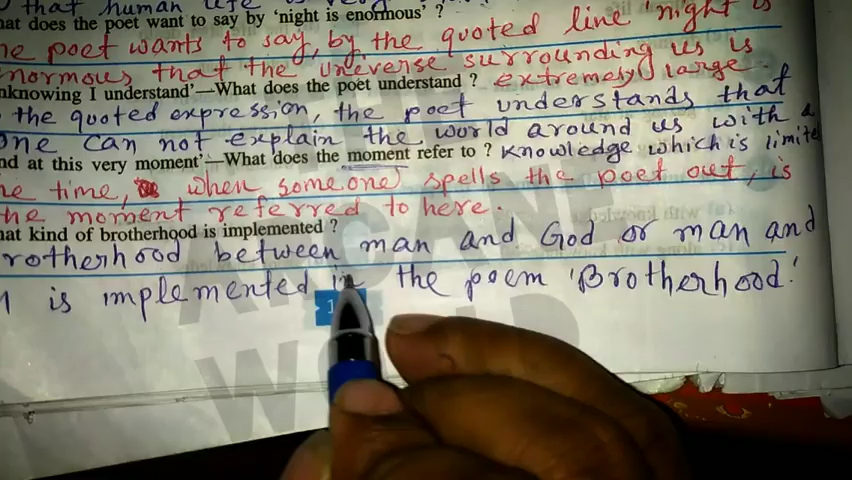 that human life is
hat does the poet want to say by 'night is enormous' ?
he poet wants to say, by the quoted line 'night is
normous that the universe surrounding us is
nknowing I understand'—What does the poet understand ? extremely large.
the quoted expression, the poet understands that
one can not explain the world around us with a
nd at this very moment'—What does the moment refer to ? knowledge which is limited
he time, when someone spells the poet out, is
the moment referred to here.
hat kind of brotherhood is implemented ?
rotherhood between man and God or man and
is implemented in the poem 'Brotherhood.'
1
ARCANE
WORLD